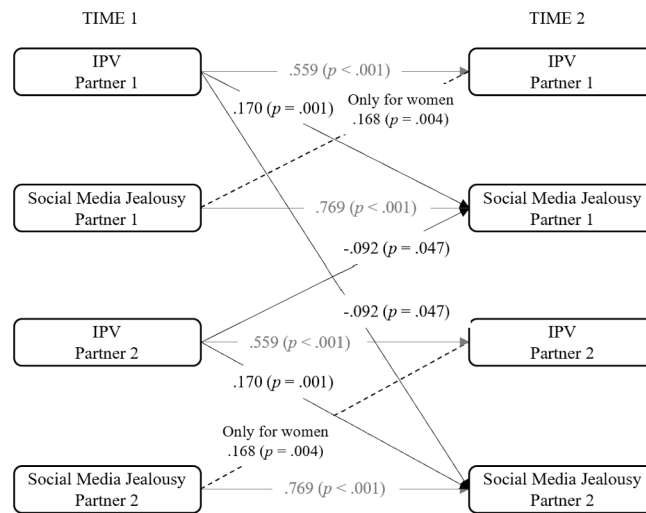 TIME 1
TIME 2
IPV
Partner 1
.559 (p < .001)
IPV
Partner 1
Only for women
.168 (p = .004)
.170 (p = .001)
Social Media Jealousy
Partner 1
.769 (p < .001)
Social Media Jealousy
Partner 1
-.092 (p = .047)
-.092 (p = .047)
IPV
Partner 2
.559 (p < .001)
IPV
Partner 2
.170 (p = .001)
Only for women
.168 (p = .004)
Social Media Jealousy
Partner 2
.769 (p < .001)
Social Media Jealousy
Partner 2